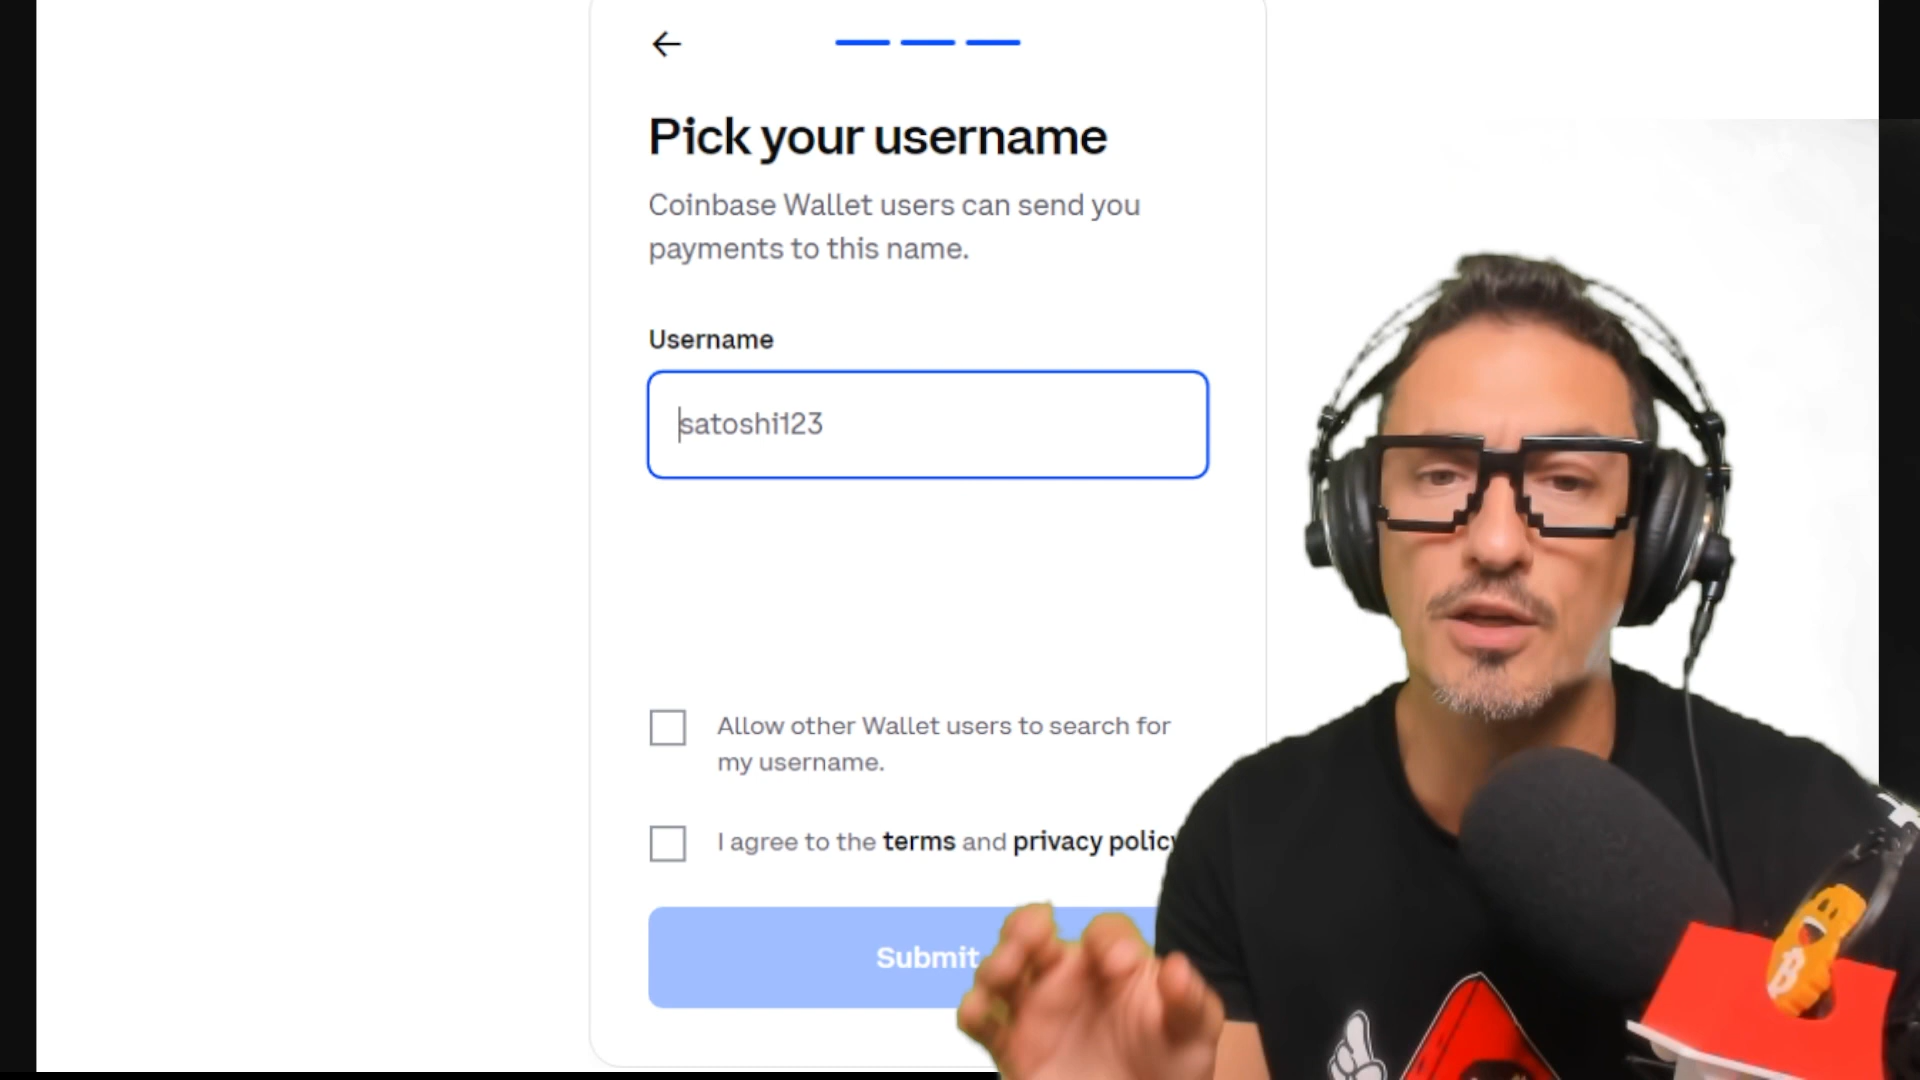 Pick your username
Coinbase Wallet users can send you
payments to this name.
Username
satoshi123
Allow other Wallet users to search for
my username.
I agree to the terms and privacy policy
Submit